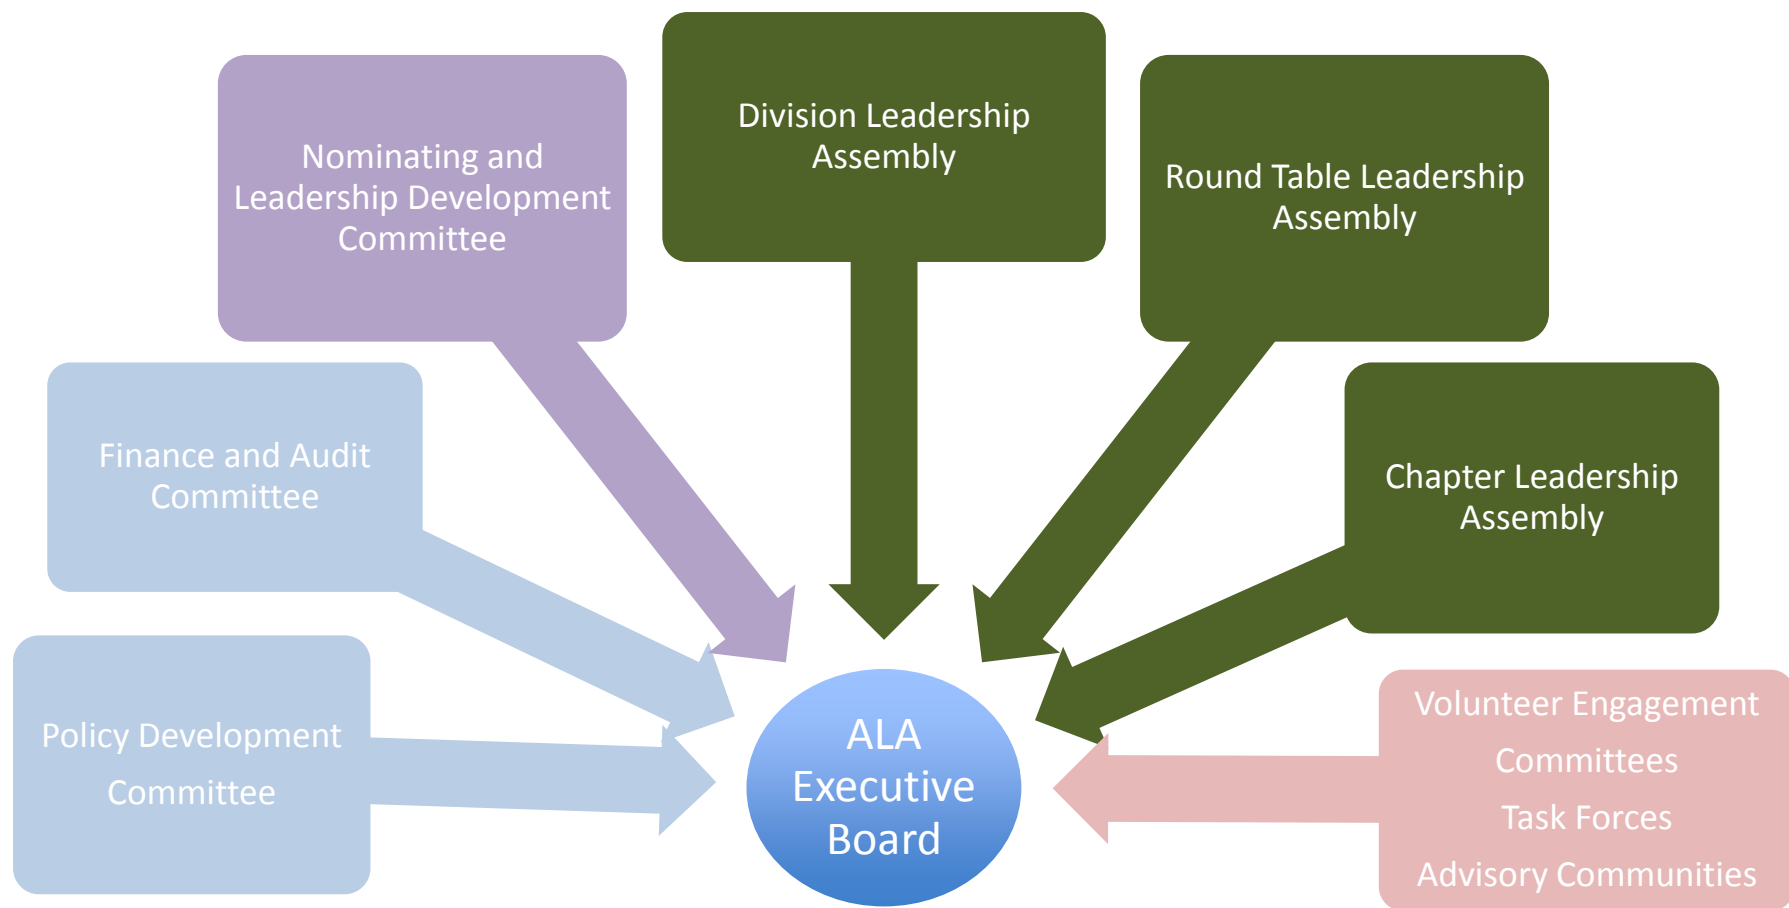 Division Leadership
Assembly
Nominating and
Leadership Development
Committee
Round Table Leadership
Assembly
Finance and Audit
Committee
Chapter Leadership
Assembly
Policy Development
Committee
ALA
Executive
Board
Volunteer Engagement
Committees
Task Forces
Advisory Communities